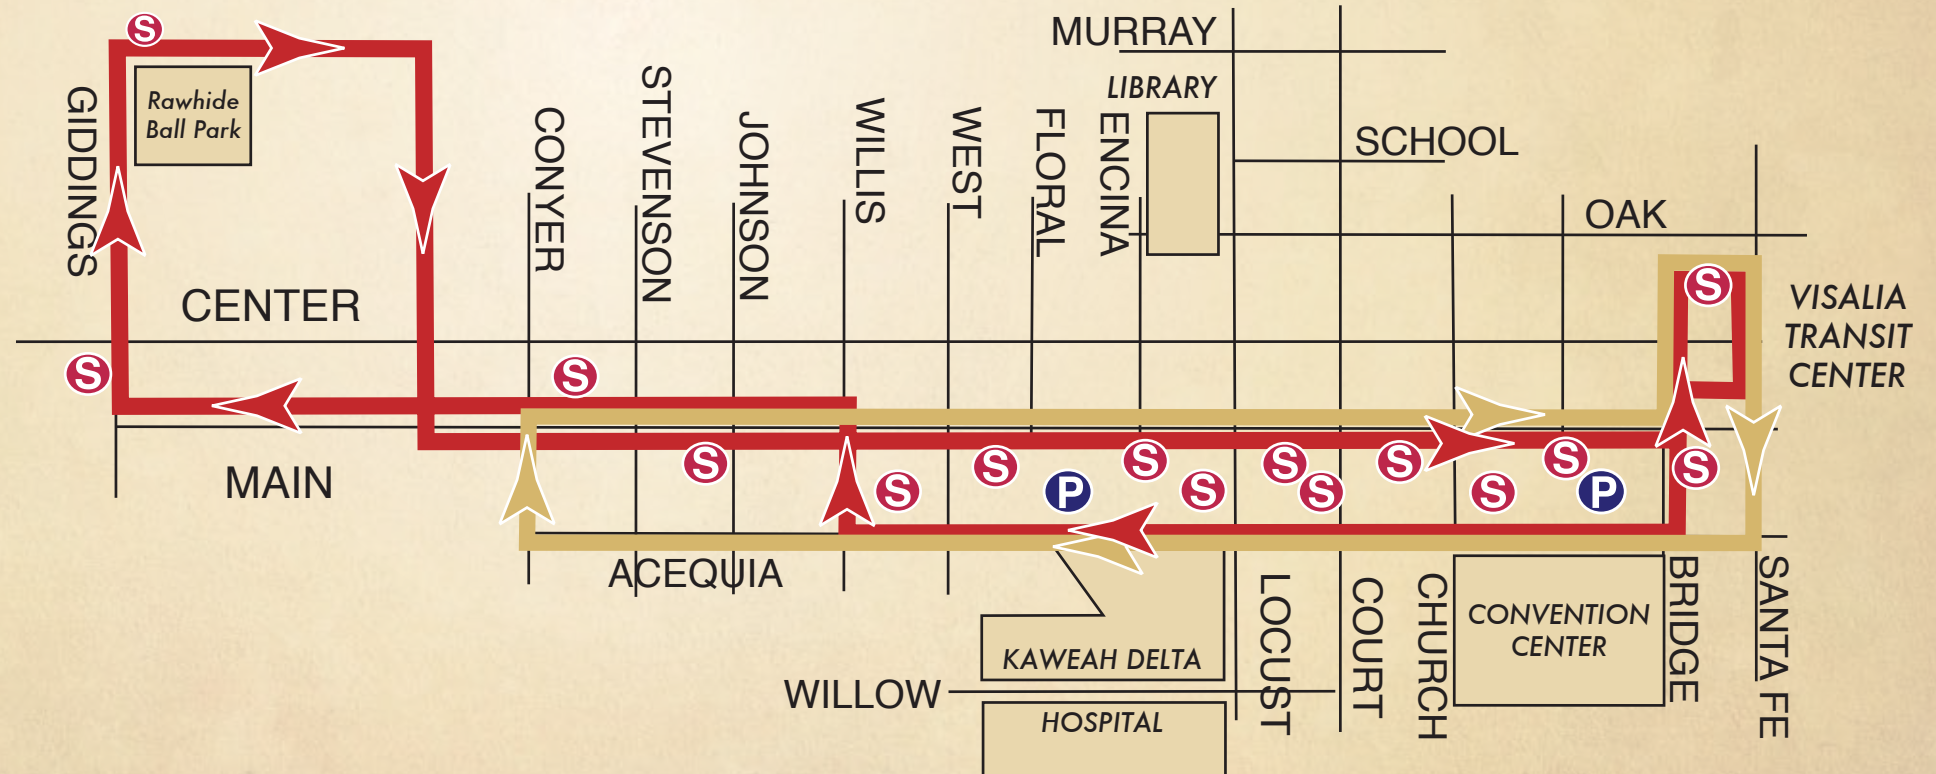 MURRAY
LIBRARY
SCHOOL
OAK
Rawhide
Ball Park
GIDDINGS
CONYER
STEVENSON
JOHNSON
WILLIS
WEST
FLORAL
ENCINA
CENTER
VISALIA
TRANSIT
CENTER
S
S
S
S
S
MAIN
S
S
S
P
S
S
S
S
S
S
S
P
S
ACEQUIA
KAWEAH DELTA
WILLOW
HOSPITAL
LOCUST
COURT
CHURCH
CONVENTION
CENTER
BRIDGE
SANTA FE